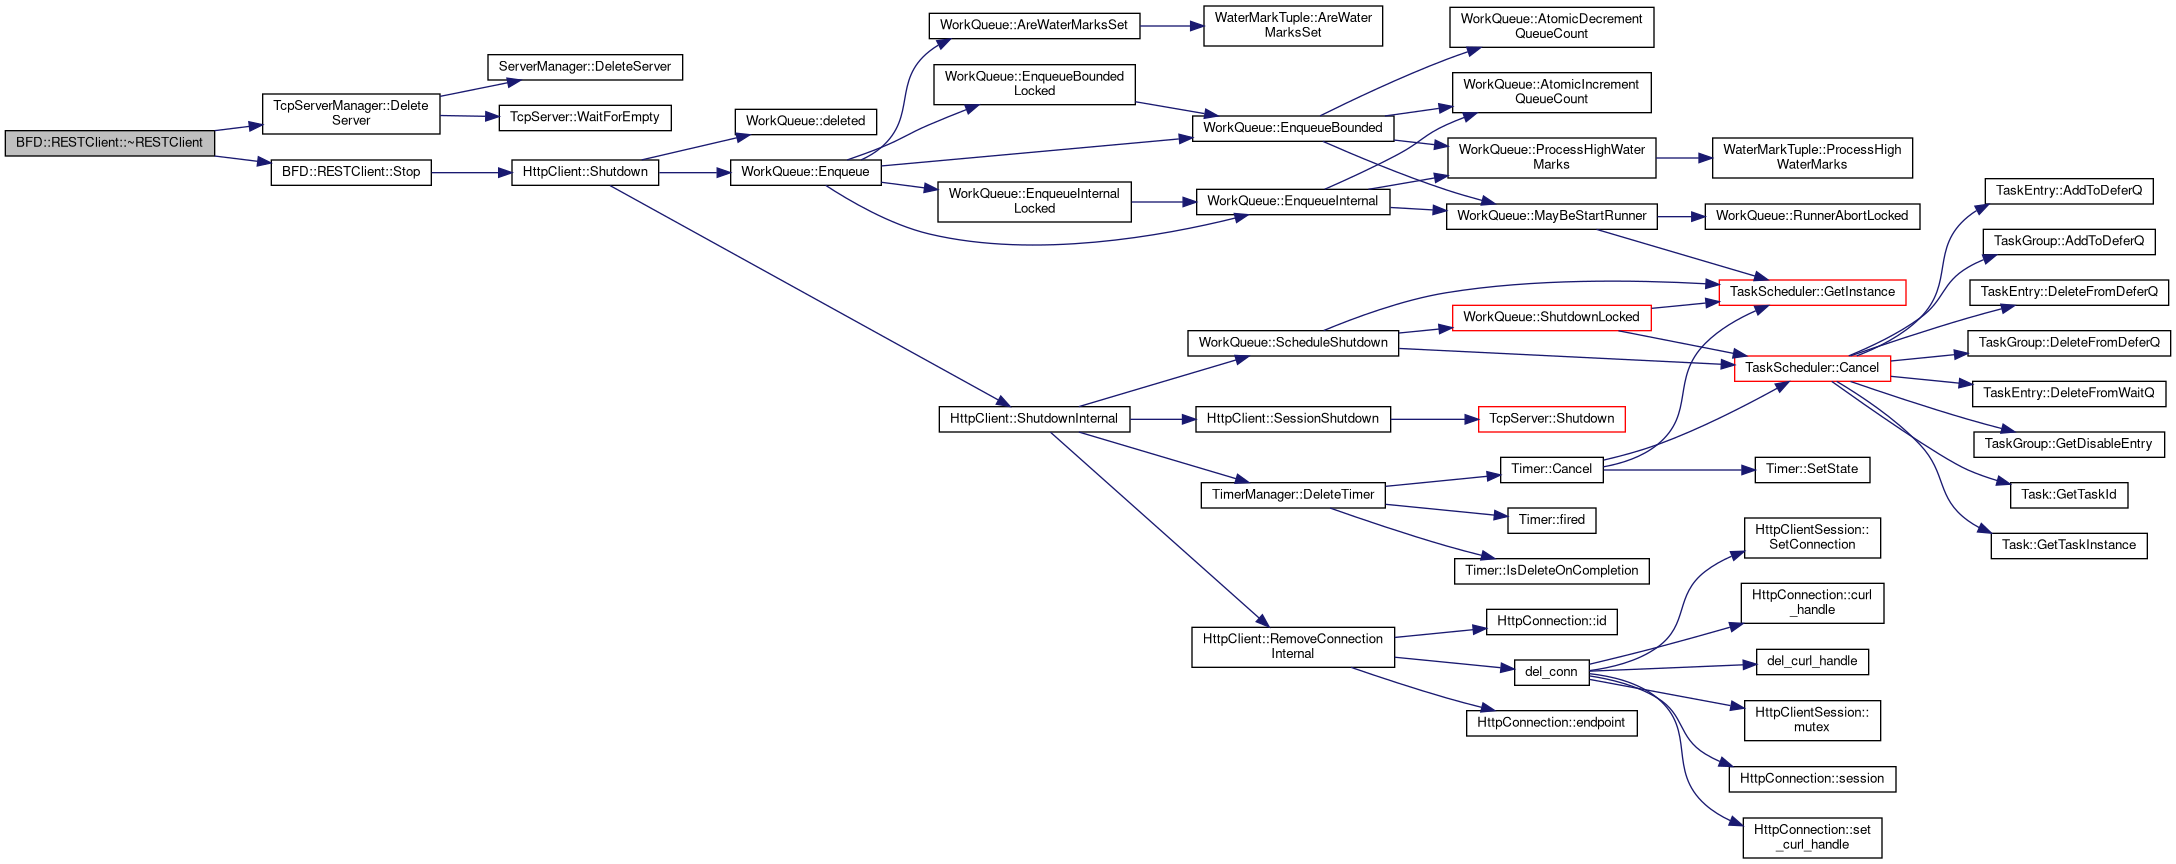 BFD::RESTClient::~RESTClient
TcpServerManager::Delete
Server
BFD::RESTClient::Stop
ServerManager::DeleteServer
TcpServer::WaitForEmpty
HttpClient::Shutdown
WorkQueue::deleted
WorkQueue::Enqueue
WorkQueue::AreWaterMarksSet
WorkQueue::EnqueueBounded
Locked
WorkQueue::EnqueueInternal
Locked
HttpClient::ShutdownInternal
WaterMarkTuple::AreWater
MarksSet
WorkQueue::EnqueueBounded
WorkQueue::EnqueueInternal
WorkQueue::ScheduleShutdown
HttpClient::SessionShutdown
TimerManager::DeleteTimer
HttpClient::RemoveConnection
Internal
WorkQueue::AtomicDecrement
QueueCount
WorkQueue::AtomicIncrement
QueueCount
WorkQueue::ProcessHighWater
Marks
WorkQueue::MayBeStartRunner
WorkQueue::ShutdownLocked
TcpServer::Shutdown
Timer::Cancel
Timer::fired
Timer::IsDeleteOnCompletion
HttpConnection::id
del_conn
HttpConnection::endpoint
WaterMarkTuple::ProcessHigh
WaterMarks
WorkQueue::RunnerAbortLocked
TaskScheduler::GetInstance
TaskScheduler::Cancel
Timer::SetState
HttpClientSession::
SetConnection
HttpConnection::curl
_handle
del_curl_handle
HttpClientSession::
mutex
HttpConnection::session
HttpConnection::set
_curl_handle
TaskEntry::AddToDeferQ
TaskGroup::AddToDeferQ
TaskEntry::DeleteFromDeferQ
TaskGroup::DeleteFromDeferQ
TaskEntry::DeleteFromWaitQ
TaskGroup::GetDisableEntry
Task::GetTaskId
Task::GetTaskInstance